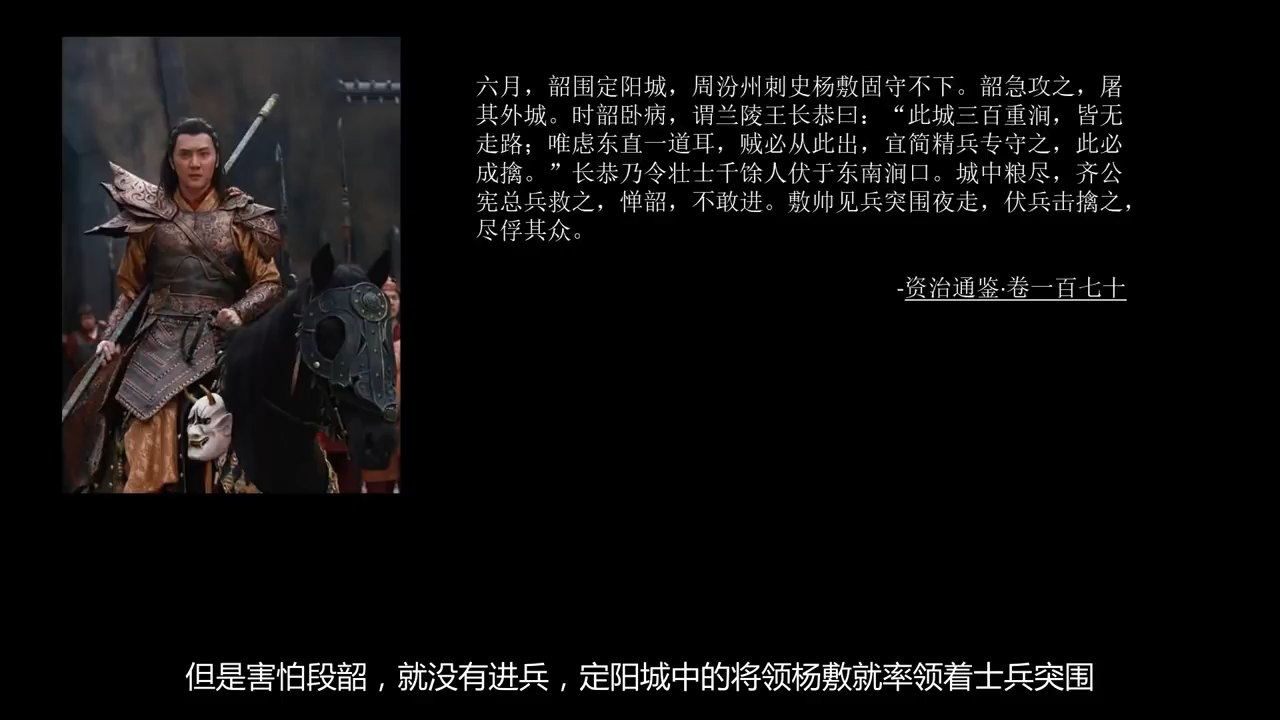 六月，韶围定阳城，周汾州刺史杨敷固守不下。韶急攻之，屠
其外城。时韶卧病，谓兰陵王长恭曰：“此城三百重涧，皆无
走路；唯虑东直一道耳，贼必从此出，宜简精兵专守之，此必
成擒。”长恭乃令壮士千馀人伏于东南涧口。城中粮尽，齐公
宪总兵救之，惮韶，不敢进。敷帅见兵突围夜走，伏兵击擒之，
尽俘其众。
-资治通鉴·卷一百七十
但是害怕段韶，就没有进兵，定阳城中的将领杨敷就率领着士兵突围